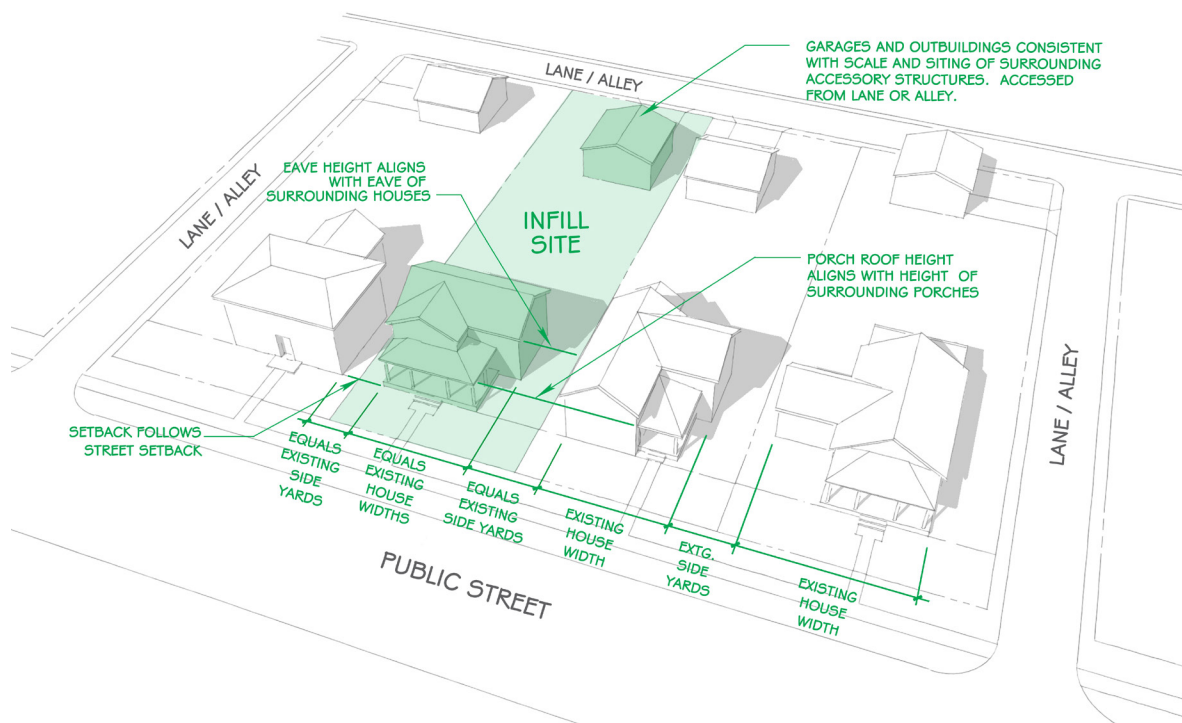 GARAGES AND OUTBUILDINGS CONSISTENT
WITH SCALE AND SITING OF SURROUNDING
ACCESSORY STRUCTURES. ACCESSED
FROM LANE OR ALLEY.
LANE / ALLEY
EAVE HEIGHT ALIGNS
WITH EAVE OF
SURROUNDING HOUSES
LANE / ALLEY
INFILL
SITE
PORCH ROOF HEIGHT
ALIGNS WITH HEIGHT OF
SURROUNDING PORCHES
LANE / ALLEY
SETBACK FOLLOWS
STREET SETBACK
EQUALS
EXISTING
SIDE
YARDS
EQUALS
EXISTING
HOUSE
WIDTHS
EQUALS
EXISTING
SIDE YARDS
EXISTING
HOUSE
WIDTH
EXTG.
SIDE
YARDS
EXISTING
HOUSE
WIDTH
PUBLIC STREET